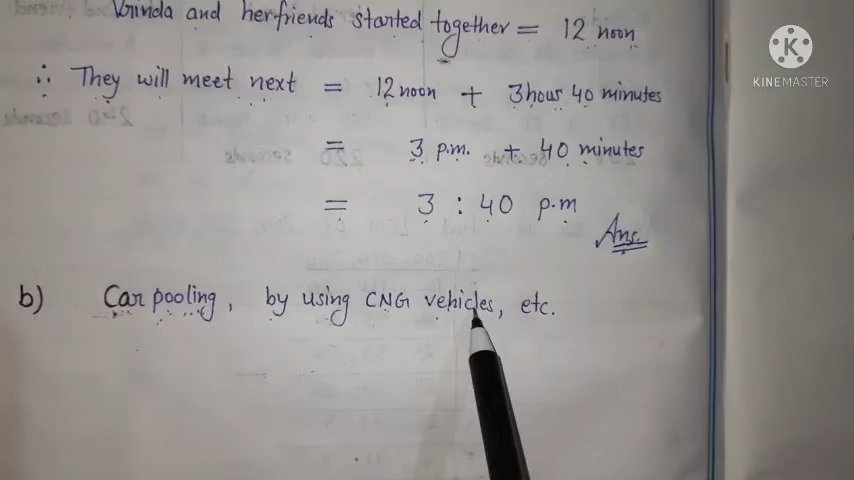 Vrinda and her friends started together = 12 noon
∴ They will meet next = 12 noon + 3 hour 40 minutes
= 3 p.m. + 40 minutes
= 3 : 40 p.m
Ans.
b) Car pooling, by using CNG vehicles, etc.
K
KINEMASTER